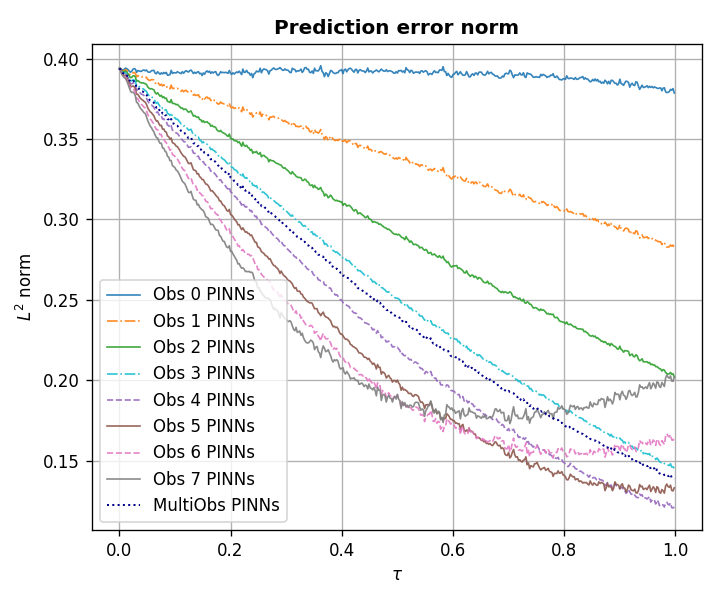 Prediction error norm
0.40
0.35
0.30
0.25
0.20
0.15
L² norm
Obs 0 PINNs
Obs 1 PINNs
Obs 2 PINNs
Obs 3 PINNs
Obs 4 PINNs
Obs 5 PINNs
Obs 6 PINNs
Obs 7 PINNs
MultiObs PINNs
0.0 0.2 0.4 0.6 0.8 1.0
τ